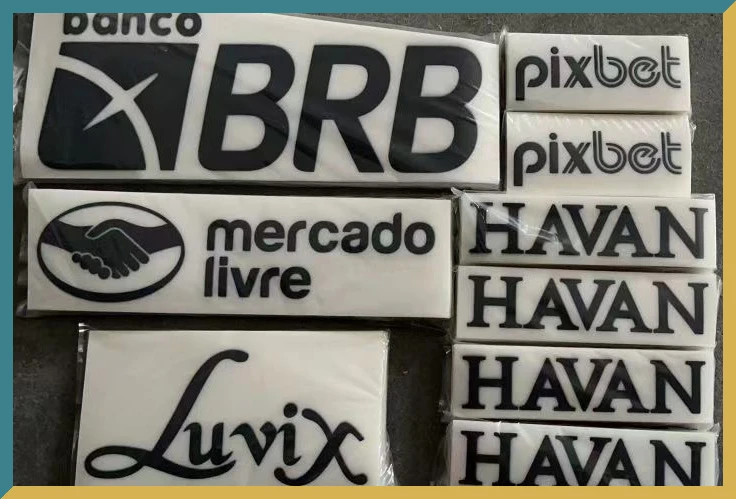 banco
BRB
pixbet
pixbet
mercado
livre
HAVAN
HAVAN
HAVAN
HAVAN
Luvix